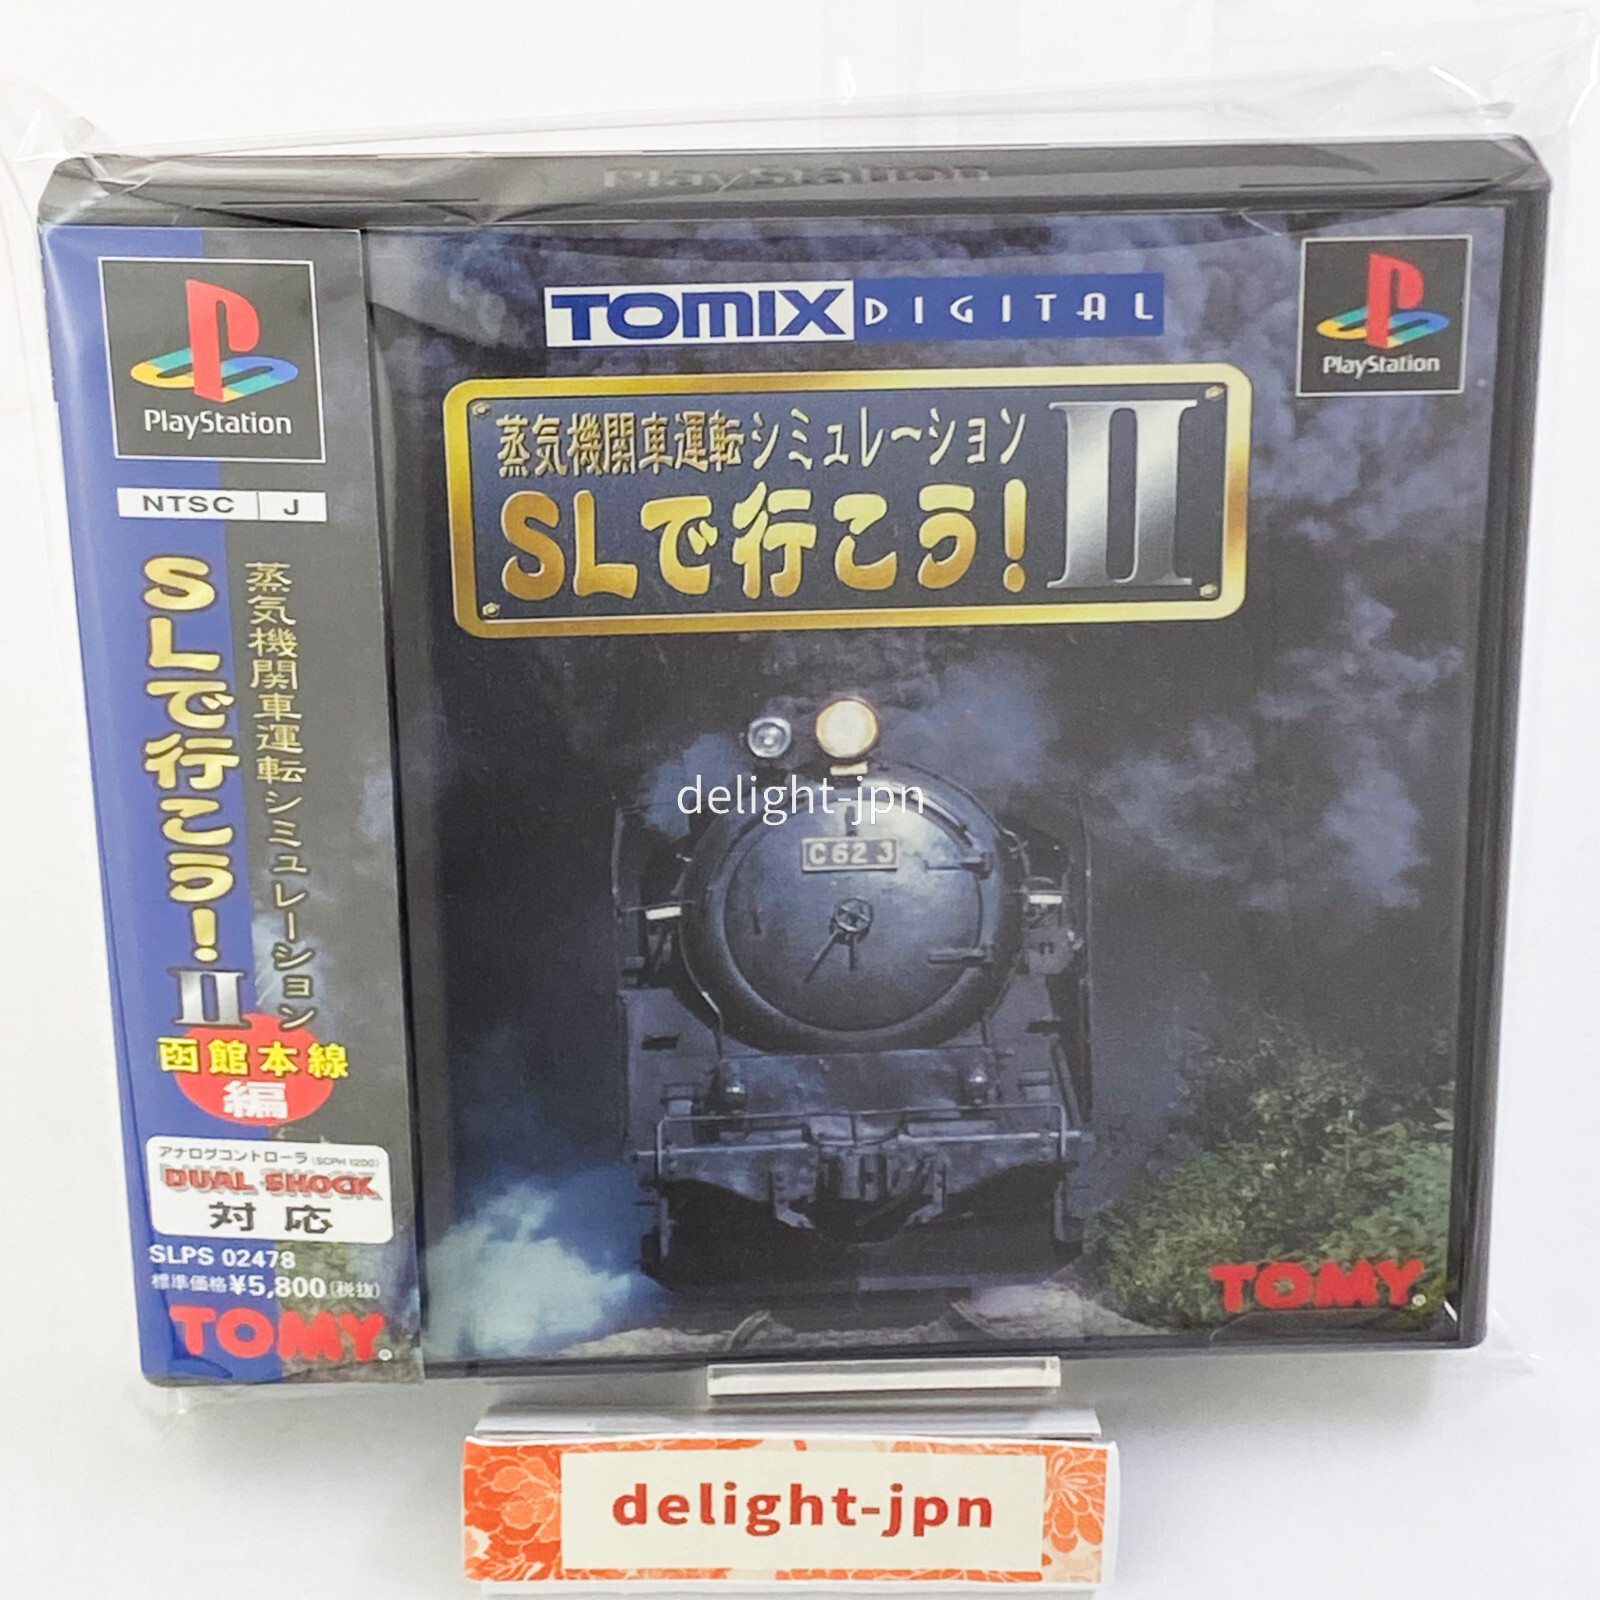 PlayStation
PlayStation
NTSC J
SLで行こう!II
蒸気機関車運転シミュレーション
函館本線
編
アナログコントローラ(SCPH 1200)
DUAL SHOCK
対応
SLPS 02478
標準価格¥5,800(税抜)
TOMY
TOMIX DIGITAL
PlayStation
蒸気機関車運転シミュレーション
SLで行こう!
II
delight-jpn
C62 3
TOMY
delight-jpn